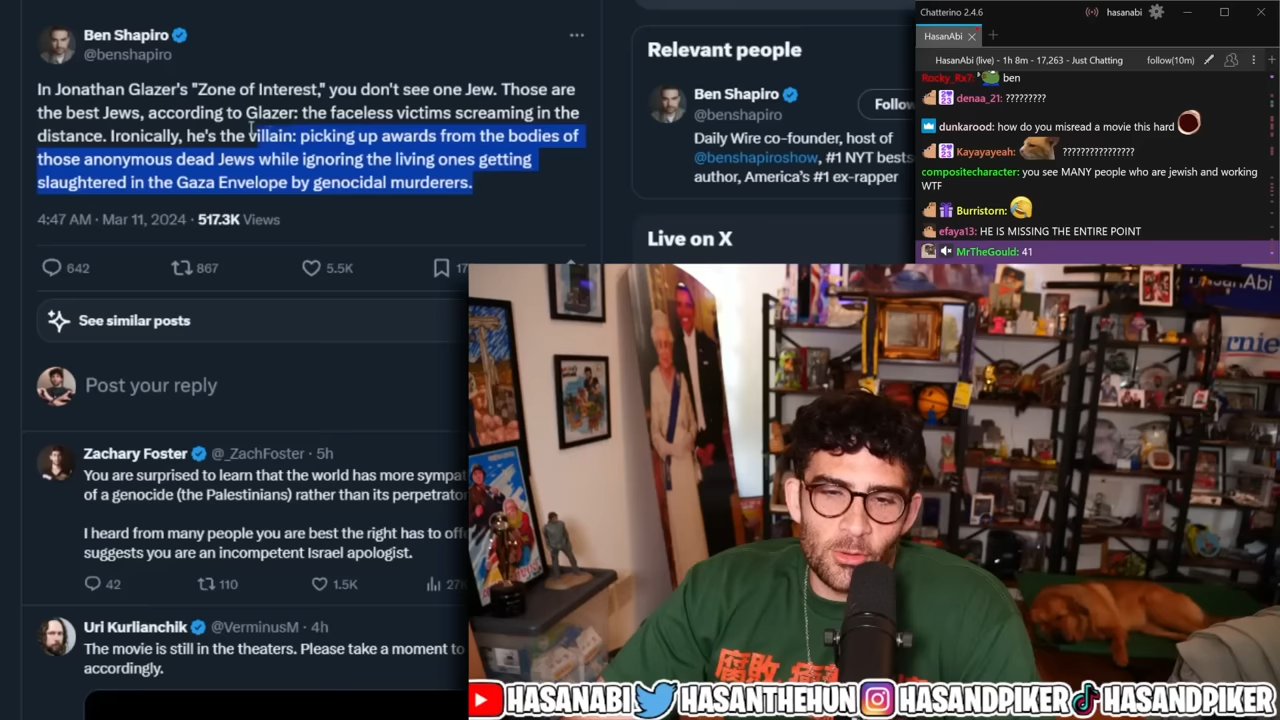 Ben Shapiro
@benshapiro
In Jonathan Glazer's "Zone of Interest," you don't see one Jew. Those are
the best Jews, according to Glazer: the faceless victims screaming in the
distance. Ironically, he's the villain: picking up awards from the bodies of
those anonymous dead Jews while ignoring the living ones getting
slaughtered in the Gaza Envelope by genocidal murderers.
4:47 AM · Mar 11, 2024 · 517.3K Views
642
867
5.5K
17
See similar posts
Post your reply
Zachary Foster @_ZachFoster · 5h
You are surprised to learn that the world has more sympat
of a genocide (the Palestinians) rather than its perpetrator
I heard from many people you are best the right has to off
suggests you are an incompetent Israel apologist.
42
110
1.5K
27
Uri Kurlianchik @VerminusM · 4h
The movie is still in the theaters. Please take a moment to
accordingly.
Relevant people
Ben Shapiro
@benshapiro
Follow
Daily Wire co-founder, host of
@benshapiroshow, #1 NYT bests
author, America's #1 ex-rapper
Live on X
Chatterino 2.4.6
hasanabi
HasanAbi
HasanAbi (live) - 1h 8m - 17,263 - Just Chatting
follow(10m)
Rocky_Rx7: ben
denaa_21: ?????????
dunkarood: how do you misread a movie this hard
Kayayayeah: ????????????????
compositecharacter: you see MANY people who are jewish and working
WTF
Burristorn:
efaya13: HE IS MISSING THE ENTIRE POINT
MrTheGould: 41
HasanAbi
ernie
腐敗
HASANABI
HASANTHEHUN
HASANDPIKER
HASANDPIKER